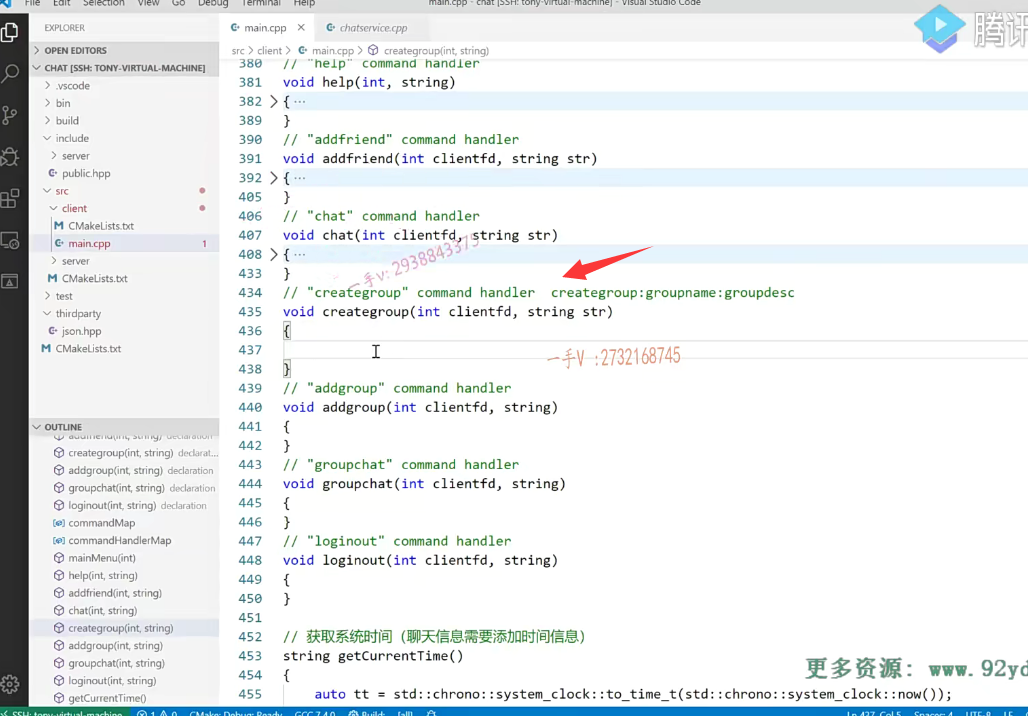 File Edit Selection View Go Debug Terminal Help
main.cpp - chat [SSH: tony-virtual-machine] - Visual Studio Code
腾讯
EXPLORER
OPEN EDITORS
CHAT [SSH: TONY-VIRTUAL-MACHINE]
.vscode
bin
build
include
server
public.hpp
src
client
CMakeLists.txt
main.cpp 1
server
CMakeLists.txt
test
thirdparty
json.hpp
CMakeLists.txt
OUTLINE
addfriend(int, string) declaration
creategroup(int, string) declarat...
addgroup(int, string) declaration
groupchat(int, string) declaration
loginout(int, string) declaration
commandMap
commandHandlerMap
mainMenu(int)
help(int, string)
addfriend(int, string)
chat(int, string)
creategroup(int, string)
addgroup(int, string)
groupchat(int, string)
loginout(int, string)
getCurrentTime()
main.cpp ×
chatservice.cpp
src > client > main.cpp > creategroup(int, string)
380 // "help" command handler
381 void help(int, string)
382 { ...
389 }
390 // "addfriend" command handler
391 void addfriend(int clientfd, string str)
392 { ...
405 }
406 // "chat" command handler
407 void chat(int clientfd, string str)
408 { ...
433 }
434 // "creategroup" command handler creategroup:groupname:groupdesc
435 void creategroup(int clientfd, string str)
436 {
437
438 }
439 // "addgroup" command handler
440 void addgroup(int clientfd, string)
441 {
442 }
443 // "groupchat" command handler
444 void groupchat(int clientfd, string)
445 {
446 }
447 // "loginout" command handler
448 void loginout(int clientfd, string)
449 {
450 }
451
452 // 获取系统时间（聊天信息需要添加时间信息）
453 string getCurrentTime()
454 {
455 auto tt = std::chrono::system_clock::to_time_t(std::chrono::system_clock::now());
一手v: 2938843373
一手V :2732168745
更多资源: www.92yd
SSH: tony-virtual-machine 1 0 CMake: Debug: Ready GCC 7.4.0 Build: [all] Ln 437, Col 5 Spaces: 4 UTF-8 LF